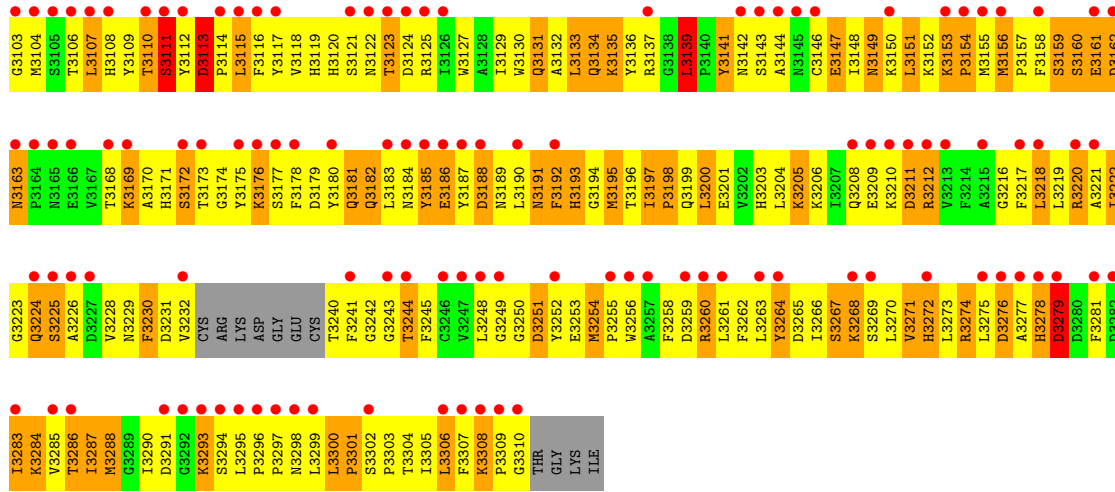 G3103 M3104 S3105 T3106 L3107 H3108 Y3109 T3110 S3111 Y3112 D3113 P3114 L3115 F3116 Y3117 V3118 H3119 H3120 S3121 N3122 T3123 D3124 R3125 I3126 W3127 A3128 I3129 W3130 Q3131 A3132 L3133 Q3134 K3135 Y3136 R3137 G3138 L3139 P3140 Y3141 N3142 S3143 A3144 N3145 C3146 E3147 I3148 N3149 K3150 L3151 K3152 K3153 P3154 M3155 M3156 P3157 F3158 S3159 S3160 E3161 D3162
N3163 P3164 N3165 E3166 V3167 T3168 K3169 A3170 H3171 S3172 T3173 G3174 Y3175 K3176 S3177 F3178 D3179 Y3180 Q3181 Q3182 L3183 N3184 Y3185 E3186 Y3187 D3188 N3189 L3190 N3191 F3192 H3193 G3194 M3195 T3196 I3197 P3198 Q3199 L3200 E3201 V3202 H3203 L3204 K3205 K3206 I3207 Q3208 E3209 K3210 D3211 R3212 V3213 F3214 A3215 G3216 F3217 L3218 L3219 R3220 A3221 I3222
G3223 Q3224 S3225 A3226 D3227 V3228 N3229 F3230 D3231 V3232 CYS ARG LYS ASP GLY GLU CYS T3240 F3241 G3242 G3243 T3244 F3245 C3246 V3247 L3248 G3249 G3250 D3251 Y3252 E3253 M3254 P3255 W3256 A3257 F3258 D3259 R3260 L3261 F3262 L3263 Y3264 D3265 I3266 S3267 K3268 S3269 L3270 V3271 H3272 L3273 R3274 L3275 D3276 A3277 H3278 D3279 D3280 F3281 D3282
I3283 K3284 V3285 T3286 I3287 M3288 G3289 I3290 D3291 G3292 K3293 S3294 L3295 P3296 P3297 N3298 L3299 L3300 P3301 S3302 P3303 T3304 I3305 L3306 F3307 K3308 P3309 G3310 THR GLY LYS ILE